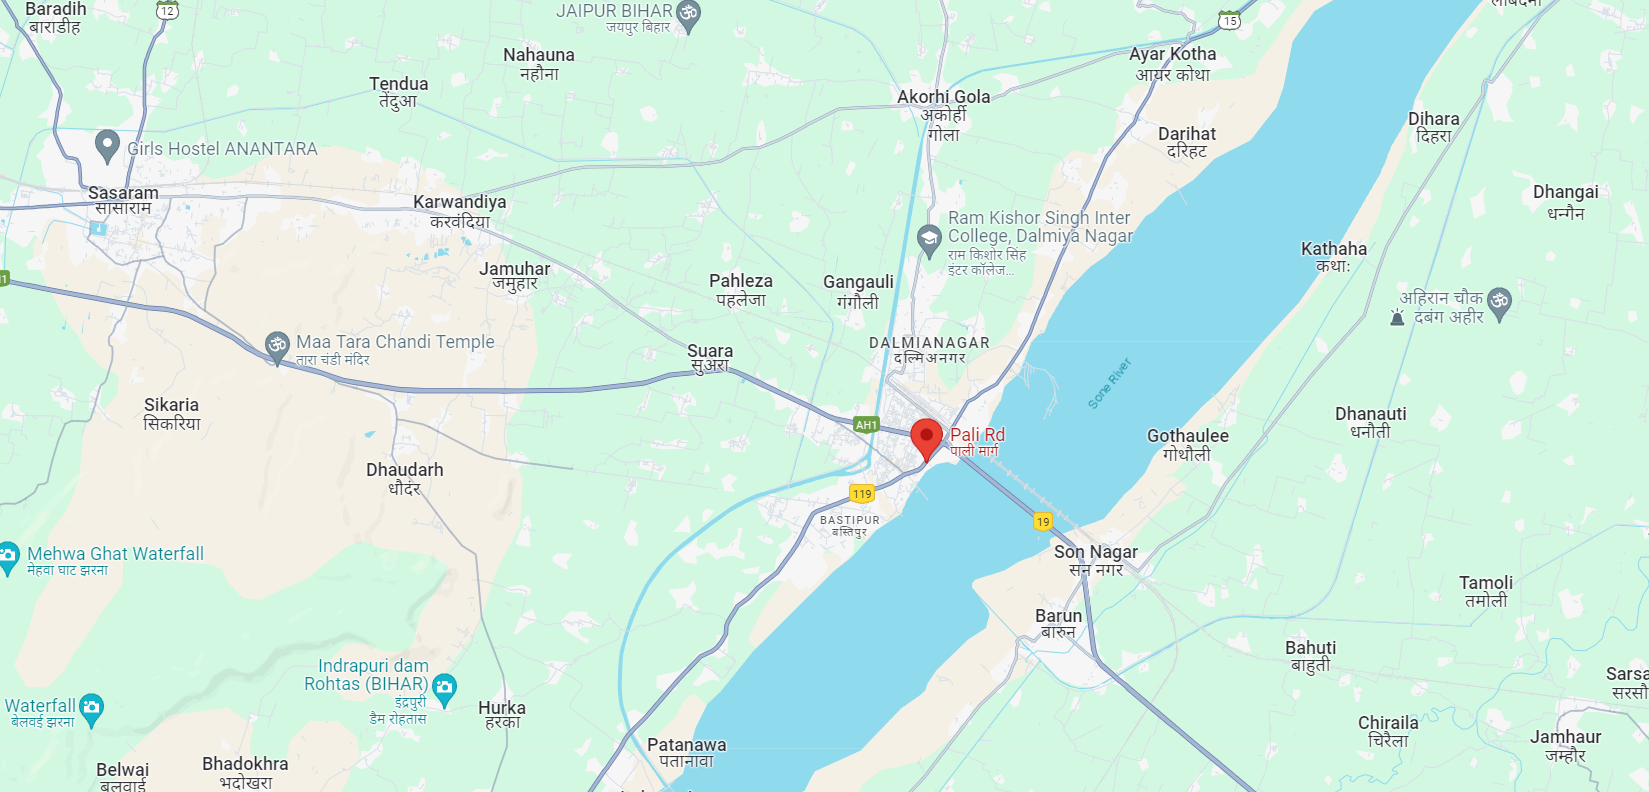 Baradih
बाराडीह
12
JAIPUR BIHAR
जयपुर बिहार
15
Nahauna
नहौना
Ayar Kotha
आयर कोथा
Tendua
तेंदुआ
Akorhi Gola
अकोर्ही
गोला
Dihara
दिहरा
Darihat
दरिहट
Girls Hostel ANANTARA
Sasaram
सासाराम
Karwandiya
करवंदिया
Dhangai
धनगैन
Ram Kishor Singh Inter
College, Dalmiya Nagar
राम किशोर सिंह
इंटर कॉलेज...
Kathaha
कथाः
Jamuhar
जमुहार
Pahleza
पहलेजा
Gangauli
गंगौली
अहिरान चौक
दबंग अहीर
Maa Tara Chandi Temple
तारा चंडी मंदिर
Suara
सुअरा
DALMIANAGAR
दल्मिअनगर
Sone River
Sikaria
सिकरिया
AH1
Pali Rd
पाली मार्ग
Dhanauti
धनौती
Gothaulee
गोथौली
Dhaudarh
धौदंर
119
19
BASTIPUR
बस्तिपुर
Mehwa Ghat Waterfall
मेहवा घाट झरना
Son Nagar
सन नगर
Tamoli
तमोली
Barun
बारुन
Bahuti
बाहुती
Indrapuri dam
Rohtas (BIHAR)
इंद्रपुरी
डैम रोहतास
Sarsa
सरसौ
Waterfall
बेलवई झरना
Hurka
हरका
Chiraila
चिरैला
Jamhaur
जम्हौर
Patanawa
पतानावा
Bhadokhra
भदोखरा
Belwai
बलवाई